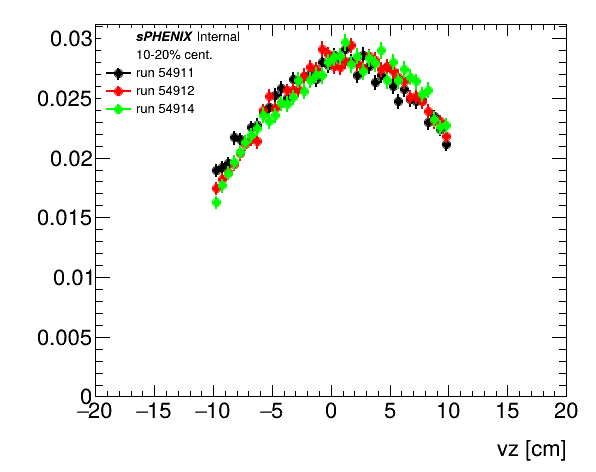 sPHENIX Internal
10-20% cent.
run 54911
run 54912
run 54914
0.03
0.025
0.02
0.015
0.01
0.005
0
−20 −15 −10 −5 0 5 10 15 20
vz [cm]